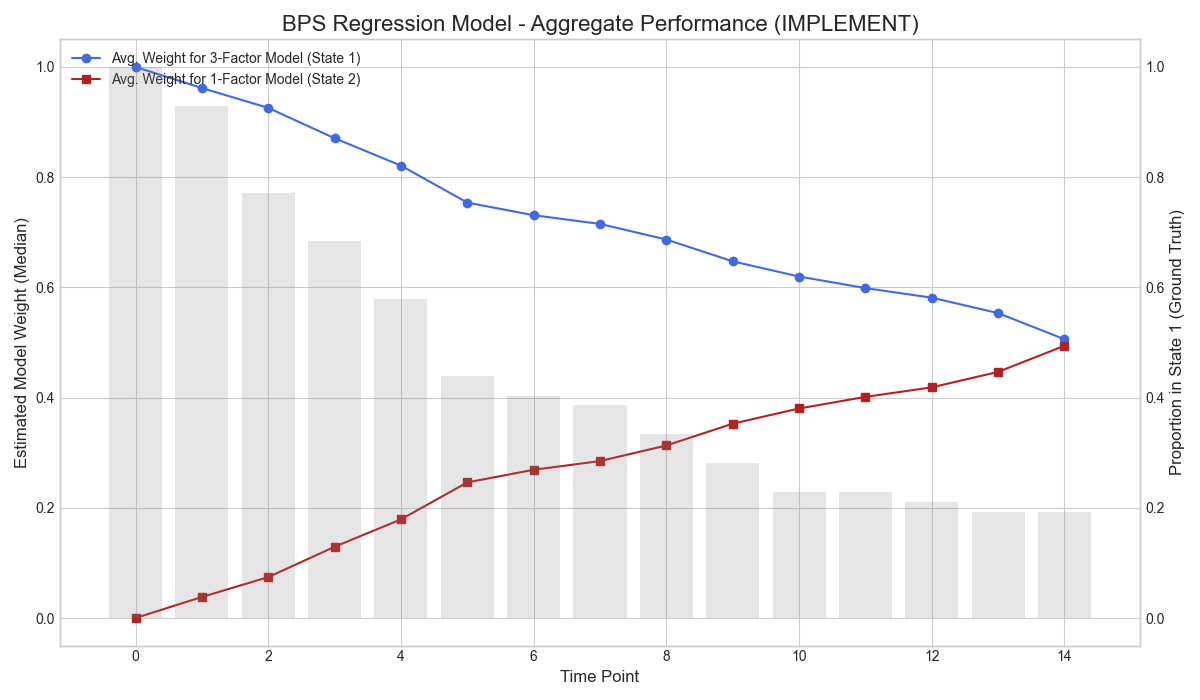 BPS Regression Model - Aggregate Performance (IMPLEMENT)
Avg. Weight for 3-Factor Model (State 1)
Avg. Weight for 1-Factor Model (State 2)
Estimated Model Weight (Median)
1.0
0.8
0.6
0.4
0.2
0.0
1.0
0.8
0.6
0.4
0.2
0.0
Proportion in State 1 (Ground Truth)
0 2 4 6 8 10 12 14
Time Point